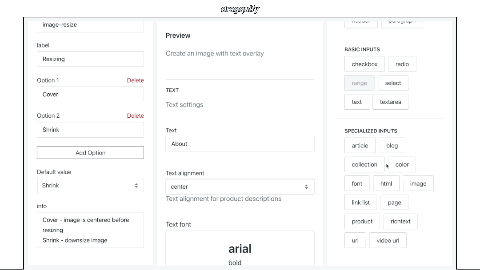 image-resize
label
Resizing
Option 1
Delete
Cover
Option 2
Delete
Shrink
Add Option
Default value
Shrink
info
Cover - image is centered before
resizing
Shrink - downsize image
Preview
Create an image with text overlay
TEXT
Text settings
Text
About
Text alignment
center
Text alignment for product descriptions
Text font
arial
bold
BASIC INPUTS
checkbox
radio
range
select
text
textarea
SPECIALIZED INPUTS
article
blog
collection
color
font
html
image
link list
page
product
richtext
url
video url